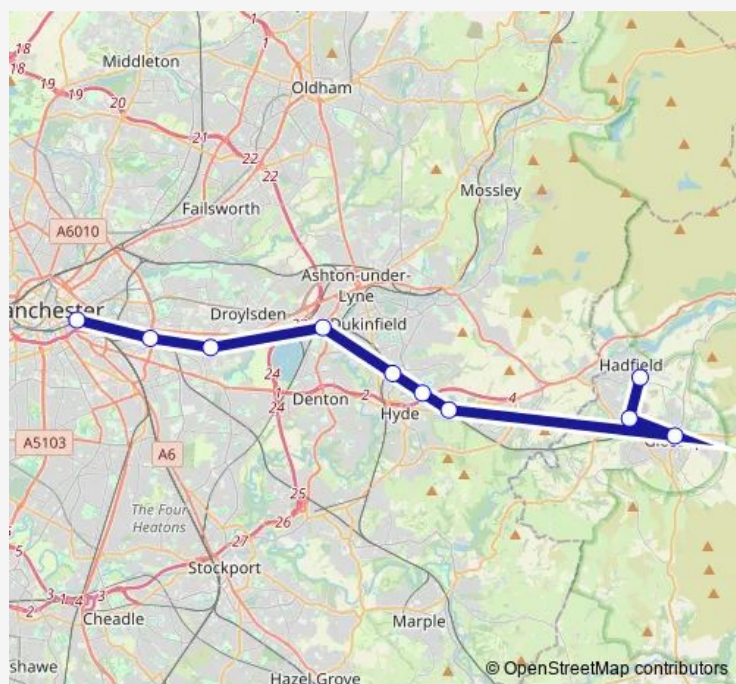 18
1
1
Middleton
18
19
19
20
Oldham
21
22
22
Mossley
Failsworth
A6010
Ashton-under-
Lyne
anchester
Droylsden
Dukinfield
Hadfield
24
1
24
Denton
2
4
Hyde
A5103
A6
The Four
Heatons
25
26
27
5
Stockport
3
1
4
2
Cheadle
Marple
shawe
Hazel Grove
© OpenStreetMap contributors